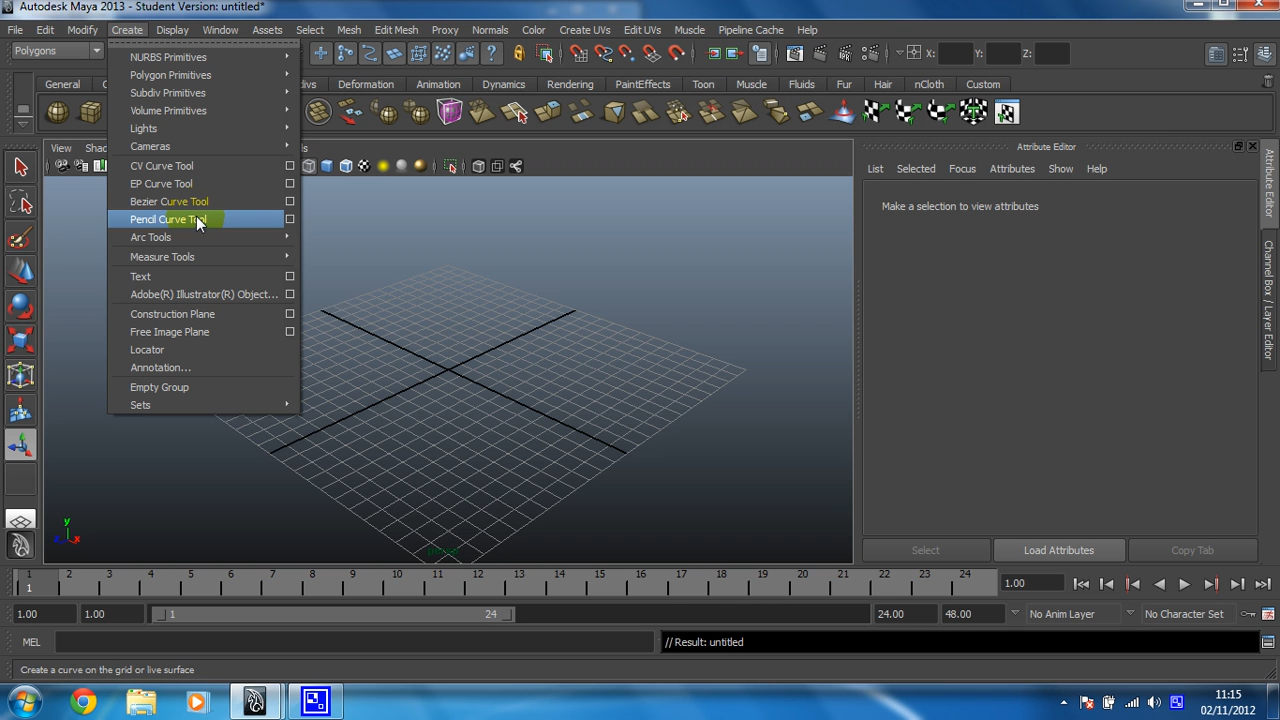 Autodesk Maya 2013 - Student Version: untitled*
File Edit Modify Create Display Window Assets Select Mesh Edit Mesh Proxy Normals Color Create UVs Edit UVs Muscle Pipeline Cache Help
Polygons
X: Y: Z:
General
Deformation Animation Dynamics Rendering PaintEffects Toon Muscle Fluids Fur Hair nCloth Custom
NURBS Primitives
Polygon Primitives
Subdiv Primitives
Volume Primitives
Lights
Cameras
CV Curve Tool
EP Curve Tool
Bezier Curve Tool
Pencil Curve Tool
Arc Tools
Measure Tools
Text
Adobe(R) Illustrator(R) Object...
Construction Plane
Free Image Plane
Locator
Annotation...
Empty Group
Sets
View
Attribute Editor
List Selected Focus Attributes Show Help
Make a selection to view attributes
Attribute Editor
Channel Box / Layer Editor
y
x
persp
Select Load Attributes Copy Tab
1 2 3 4 5 6 7 8 9 10 11 12 13 14 15 16 17 18 19 20 21 22 23 24
1
1.00
1.00 1.00 1 24 24.00 48.00 No Anim Layer No Character Set
MEL
// Result: untitled
Create a curve on the grid or live surface
11:15
02/11/2012